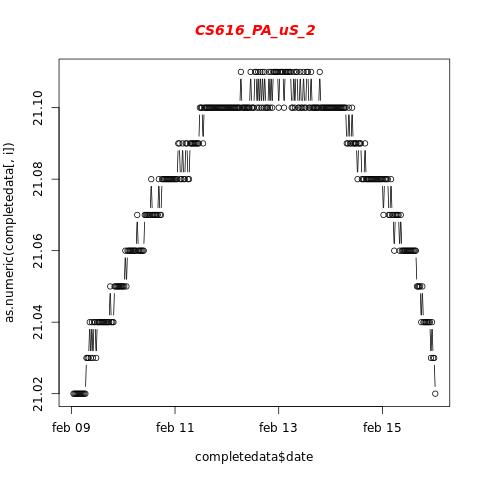 CS616_PA_uS_2
as.numeric(completedata[, i])
21.10
21.08
21.06
21.04
21.02
feb 09
feb 11
feb 13
feb 15
completedata$date